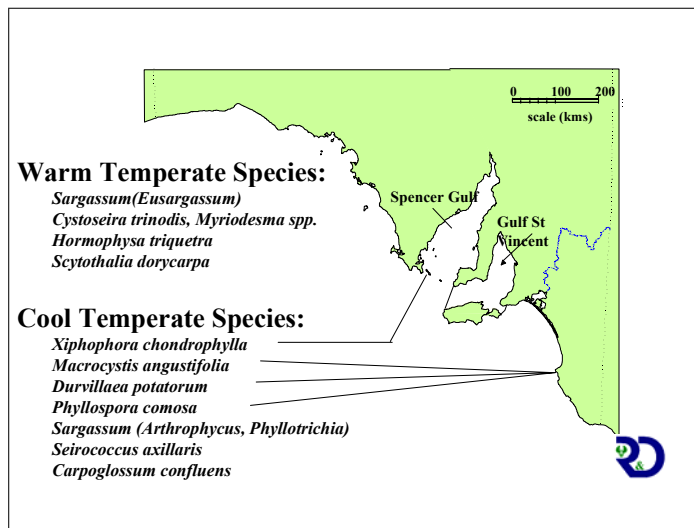 0 100 200
scale (kms)
Warm Temperate Species:
Sargassum(Eusargassum)
Cystoseira trinodis, Myriodesma spp.
Hormophysa triquetra
Scytothalia dorycarpa
Spencer Gulf
Gulf St
Vincent
Cool Temperate Species:
Xiphophora chondrophylla
Macrocystis angustifolia
Durvillaea potatorum
Phyllospora comosa
Sargassum (Arthrophycus, Phyllotrichia)
Seirococcus axillaris
Carpoglossum confluens
R&D